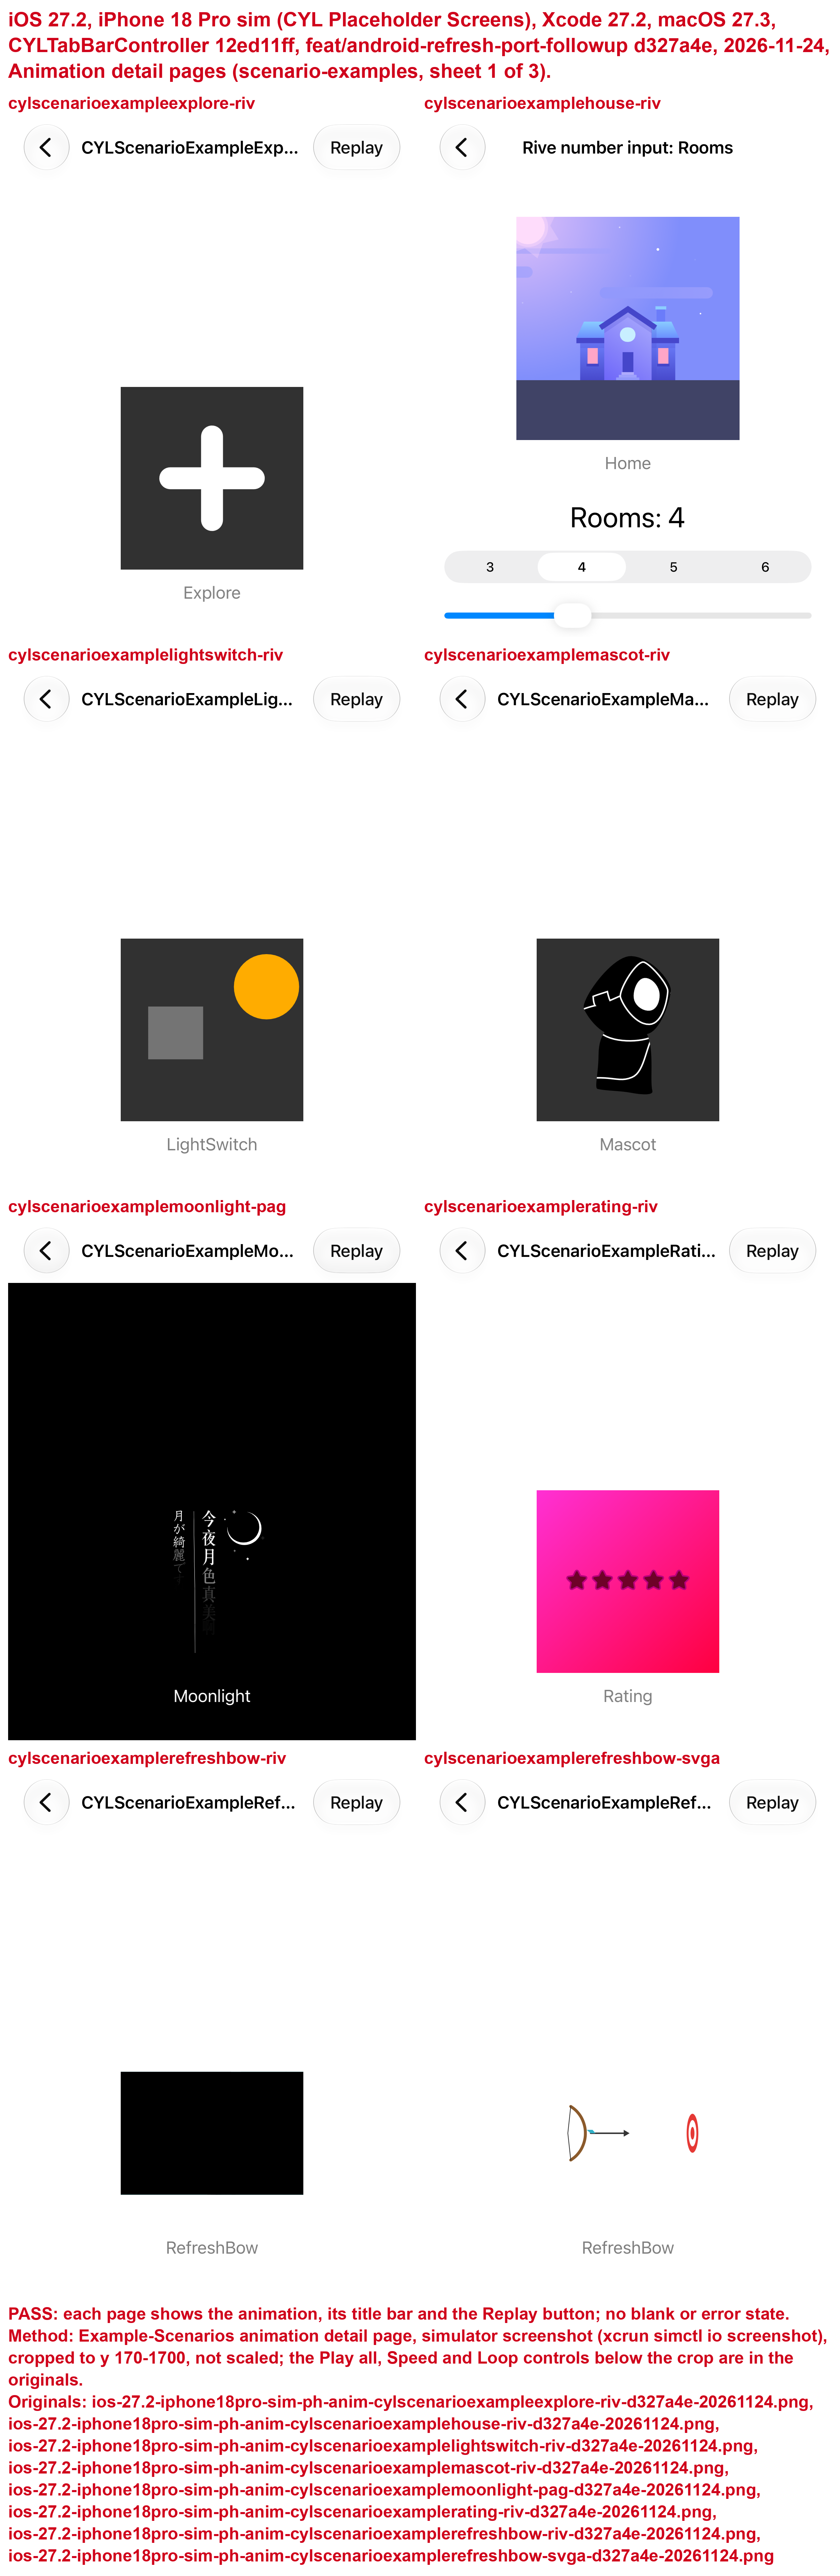 iOS 27.2, iPhone 18 Pro sim (CYL Placeholder Screens), Xcode 27.2, macOS 27.3,
CYLTabBarController 12ed11ff, feat/android-refresh-port-followup d327a4e, 2026-11-24,
Animation detail pages (scenario-examples, sheet 1 of 3).
cylscenarioexampleexplore-riv
CYLScenarioExampleExp...
Replay
Explore
cylscenarioexamplehouse-riv
Rive number input: Rooms
Home
Rooms: 4
3 4 5 6
cylscenarioexamplelightswitch-riv
CYLScenarioExampleLig...
Replay
LightSwitch
cylscenarioexamplemascot-riv
CYLScenarioExampleMa...
Replay
Mascot
cylscenarioexamplemoonlight-pag
CYLScenarioExampleMo...
Replay
今夜月色真美
月が綺麗で
Moonlight
cylscenarioexamplerating-riv
CYLScenarioExampleRati...
Replay
Rating
cylscenarioexamplerefreshbow-riv
CYLScenarioExampleRef...
Replay
RefreshBow
cylscenarioexamplerefreshbow-svga
CYLScenarioExampleRef...
Replay
RefreshBow
PASS: each page shows the animation, its title bar and the Replay button; no blank or error state.
Method: Example-Scenarios animation detail page, simulator screenshot (xcrun simctl io screenshot),
cropped to y 170-1700, not scaled; the Play all, Speed and Loop controls below the crop are in the
originals.
Originals: ios-27.2-iphone18pro-sim-ph-anim-cylscenarioexampleexplore-riv-d327a4e-20261124.png,
ios-27.2-iphone18pro-sim-ph-anim-cylscenarioexamplehouse-riv-d327a4e-20261124.png,
ios-27.2-iphone18pro-sim-ph-anim-cylscenarioexamplelightswitch-riv-d327a4e-20261124.png,
ios-27.2-iphone18pro-sim-ph-anim-cylscenarioexamplemascot-riv-d327a4e-20261124.png,
ios-27.2-iphone18pro-sim-ph-anim-cylscenarioexamplemoonlight-pag-d327a4e-20261124.png,
ios-27.2-iphone18pro-sim-ph-anim-cylscenarioexamplerating-riv-d327a4e-20261124.png,
ios-27.2-iphone18pro-sim-ph-anim-cylscenarioexamplerefreshbow-riv-d327a4e-20261124.png,
ios-27.2-iphone18pro-sim-ph-anim-cylscenarioexamplerefreshbow-svga-d327a4e-20261124.png